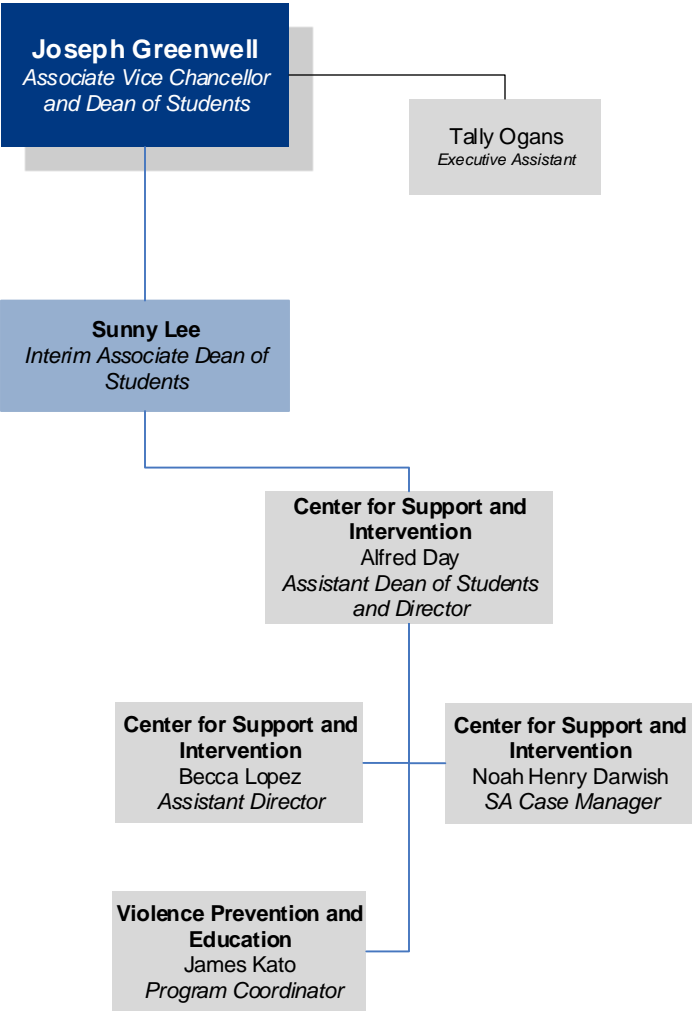 Joseph Greenwell
Associate Vice Chancellor
and Dean of Students
Tally Ogans
Executive Assistant
Sunny Lee
Interim Associate Dean of
Students
Center for Support and
Intervention
Alfred Day
Assistant Dean of Students
and Director
Center for Support and
Intervention
Becca Lopez
Assistant Director
Center for Support and
Intervention
Noah Henry Darwish
SA Case Manager
Violence Prevention and
Education
James Kato
Program Coordinator